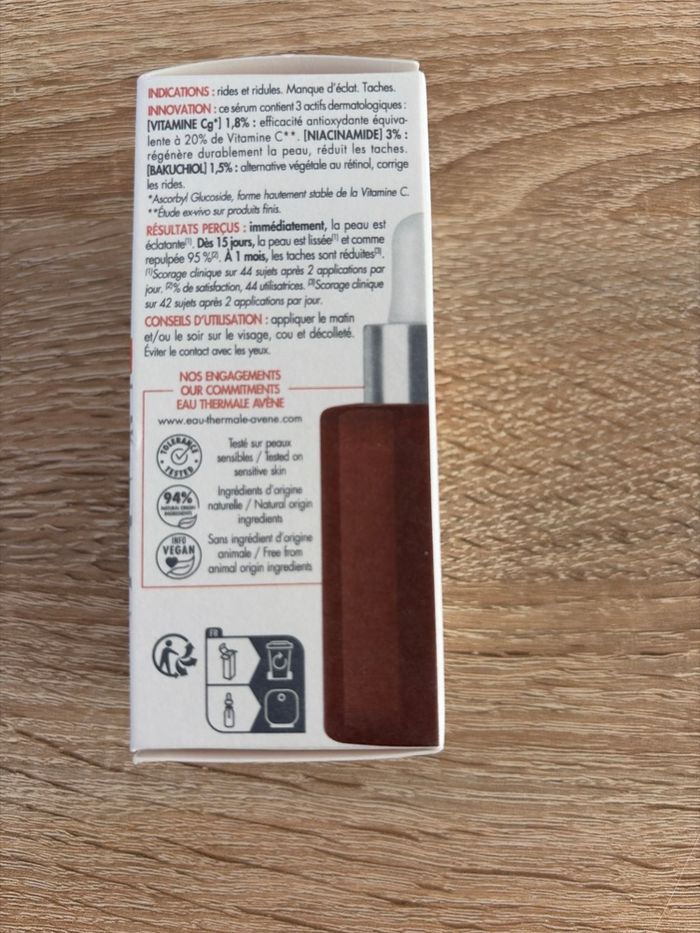 INDICATIONS : rides et ridules. Manque d'éclat. Taches.
INNOVATION : ce sérum contient 3 actifs dermatologiques :
[VITAMINE Cg*] 1,8% : efficacité antioxydante équiva-
lente à 20% de Vitamine C**. [NIACINAMIDE] 3% :
régénère durablement la peau, réduit les taches.
[BAKUCHIOL] 1,5% : alternative végétale au rétinol, corrige
les rides.
*Ascorbyl Glucoside, forme hautement stable de la Vitamine C.
**Étude ex-vivo sur produits finis.
RÉSULTATS PERÇUS : immédiatement, la peau est
éclatante(1). Dès 15 jours, la peau est lissée(1) et comme
repulpée 95 %(2). À 1 mois, les taches sont réduites(3).
(1)Scorage clinique sur 44 sujets après 2 applications par
jour. (2)% de satisfaction, 44 utilisatrices. (3)Scorage clinique
sur 42 sujets après 2 applications par jour.
CONSEILS D'UTILISATION : appliquer le matin
et/ou le soir sur le visage, cou et décolleté.
Éviter le contact avec les yeux.
NOS ENGAGEMENTS
OUR COMMITMENTS
EAU THERMALE AVÈNE
www.eau-thermale-avene.com
TOLERANCE
TESTED
Testé sur peaux
sensibles / Tested on
sensitive skin
94%
NATURAL ORIGIN
INGREDIENTS
Ingrédients d'origine
naturelle / Natural origin
ingredients
INFO
VEGAN
Sans ingrédient d'origine
animale / Free from
animal origin ingredients
FR